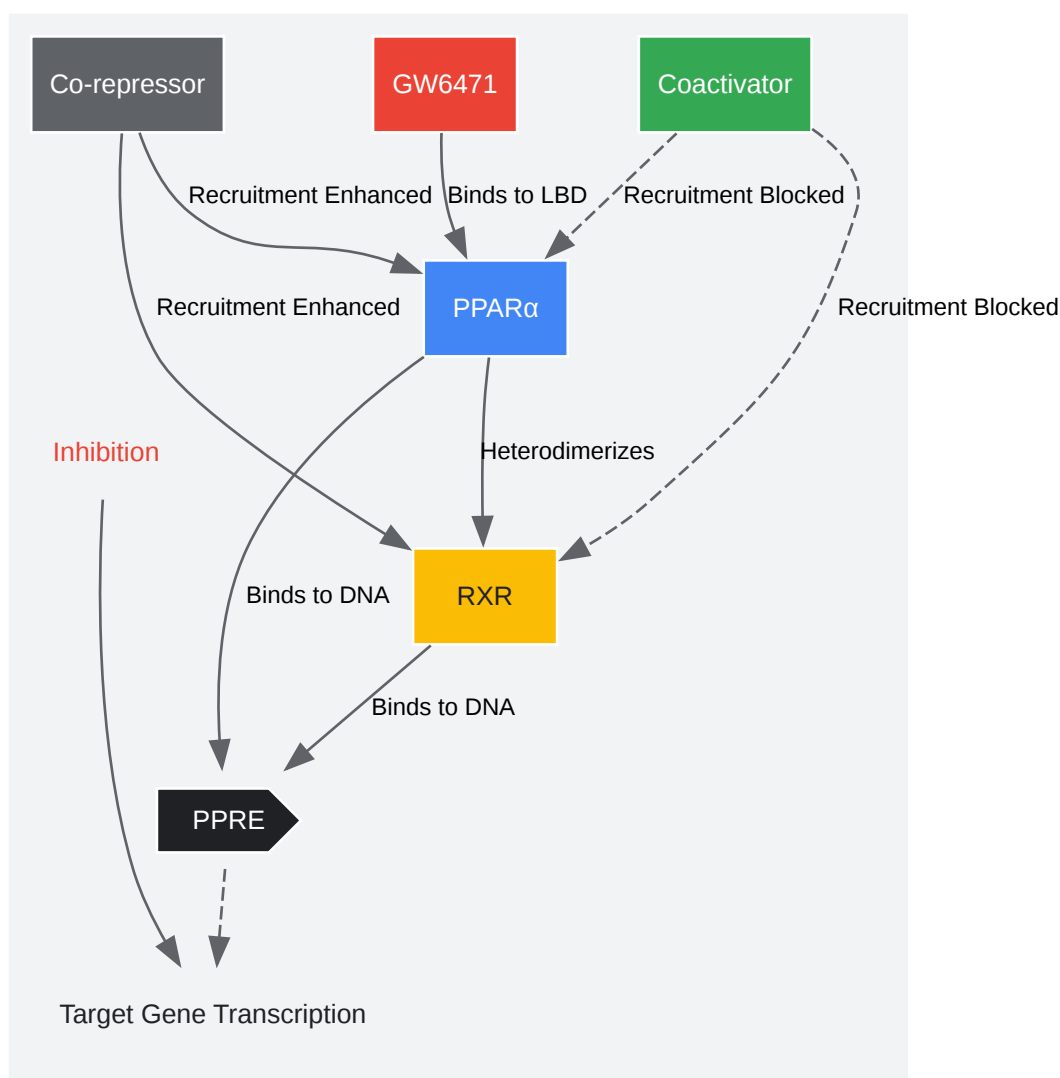 Co-repressor
GW6471
Coactivator
Recruitment Enhanced
Binds to LBD
Recruitment Blocked
PPARα
Recruitment Enhanced
Recruitment Blocked
Inhibition
Heterodimerizes
Binds to DNA
RXR
Binds to DNA
PPRE
Target Gene Transcription